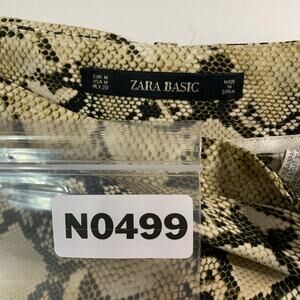 EUR M
USA M
MEX 28
ZARA BASIC
MADE
IN
SPAIN
N0499